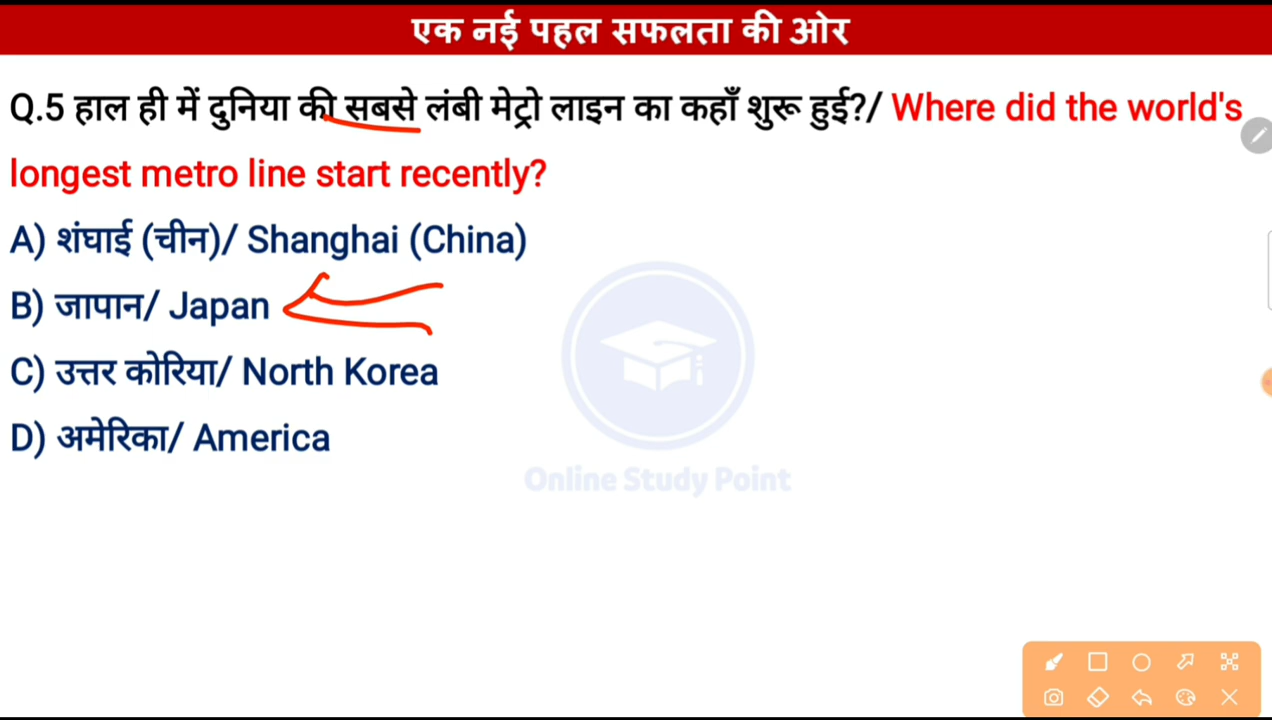 एक नई पहल सफलता की ओर
Q.5 हाल ही में दुनिया की सबसे लंबी मेट्रो लाइन का कहाँ शुरू हुई?/ Where did the world's
longest metro line start recently?
A) शंघाई (चीन)/ Shanghai (China)
B) जापान/ Japan
C) उत्तर कोरिया/ North Korea
D) अमेरिका/ America
Online Study Point